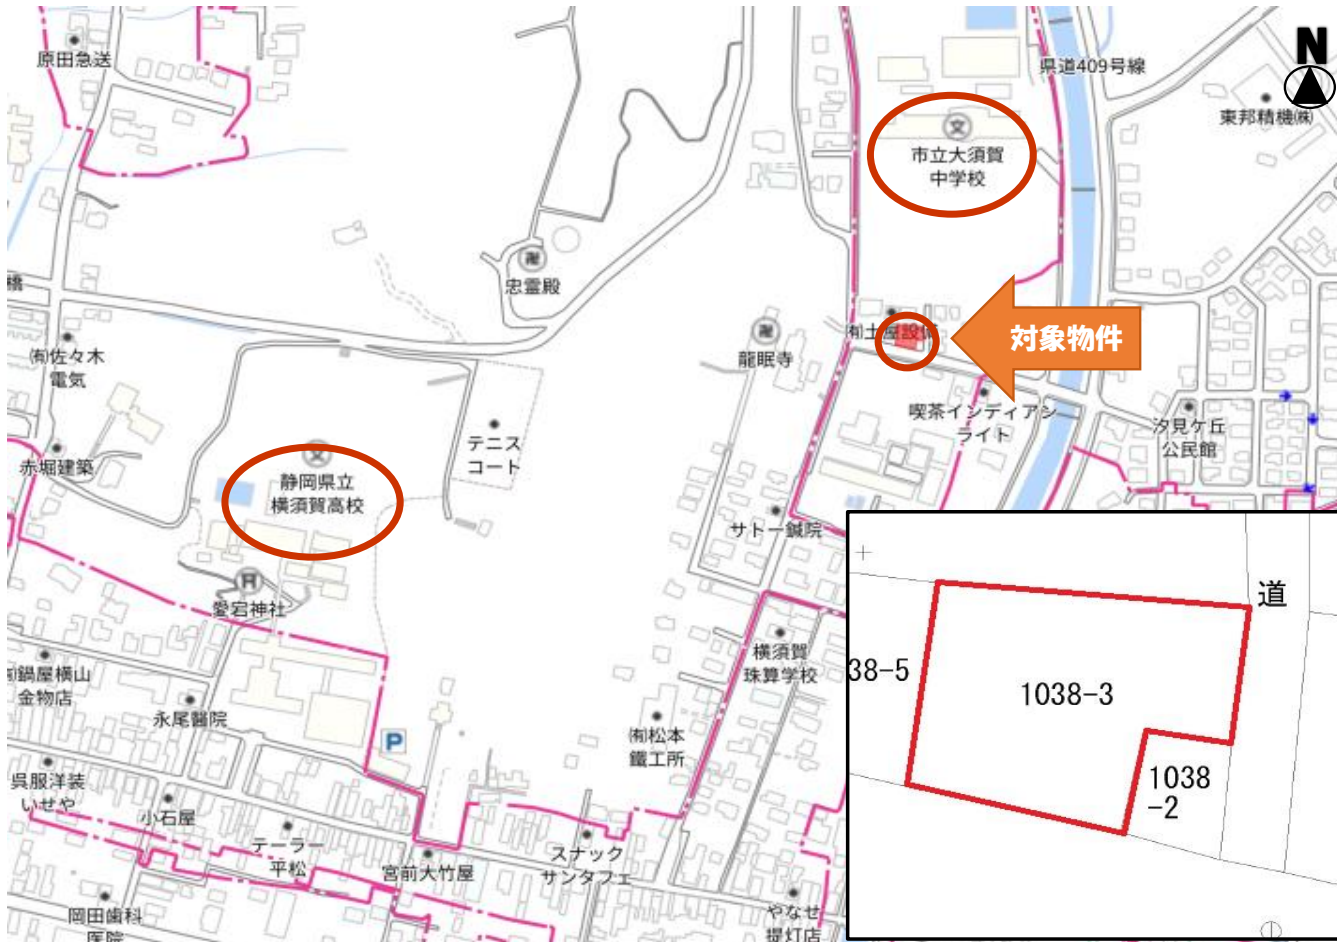 原田急送
県道409号線
N
東邦精機㈱
市立大須賀
中学校
忠霊殿
橋
㈲佐々木
電気
龍眠寺
対象物件
喫茶インディアン
ライト
汐見ケ丘
公民館
テニス
コート
赤堀建築
静岡県立
横須賀高校
サトー鍼院
愛宕神社
横須賀
珠算学校
鍋屋横山
金物店
永尾醫院
P
㈲松本
鐵工所
呉服洋装
いせや
小石屋
テーラー
平松
宮前大竹屋
スナック
サンタフェ
岡田歯科
医院
やなせ
提灯店
道
38-5
1038-3
1038
-2